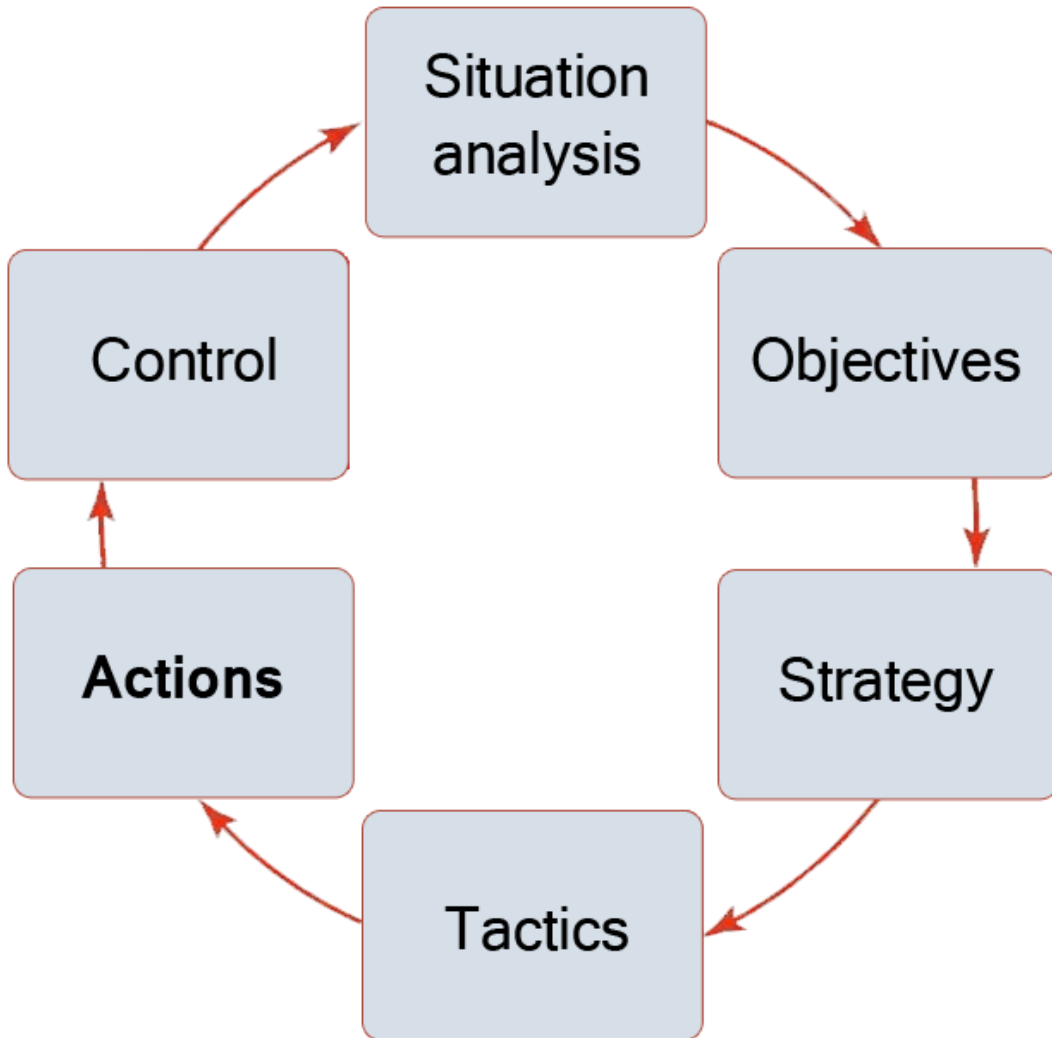 Situation
analysis
Objectives
Strategy
Tactics
Actions
Control